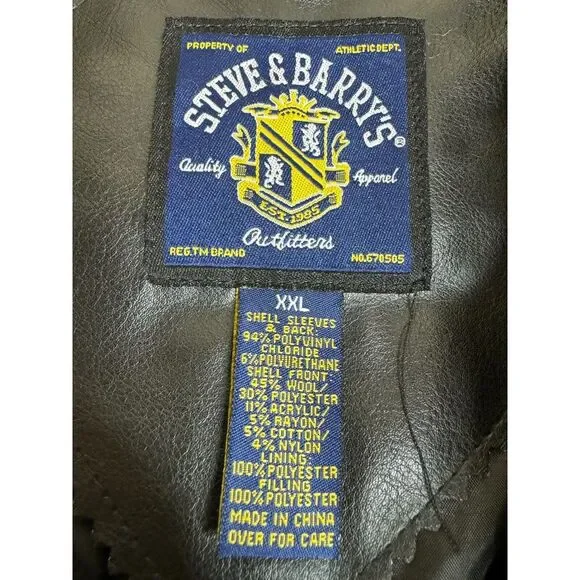 PROPERTY OF ATHLETIC DEPT.
STEVE & BARRY'S®
Quality Apparel
EST. 1985
Outfitters
REG.TM BRAND NO.670505
XXL
SHELL SLEEVES
& BACK:
94% POLYVINYL
CHLORIDE
6% POLYURETHANE
SHELL FRONT:
45% WOOL/
30% POLYESTER
11% ACRYLIC/
5% RAYON/
5% COTTON/
4% NYLON
LINING:
100% POLYESTER
FILLING
100% POLYESTER
MADE IN CHINA
OVER FOR CARE